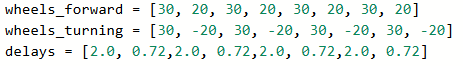 wheels_forward = [30, 20, 30, 20, 30, 20, 30, 20]
wheels_turning = [30, -20, 30, -20, 30, -20, 30, -20]
delays = [2.0, 0.72,2.0, 0.72,2.0, 0.72,2.0, 0.72]